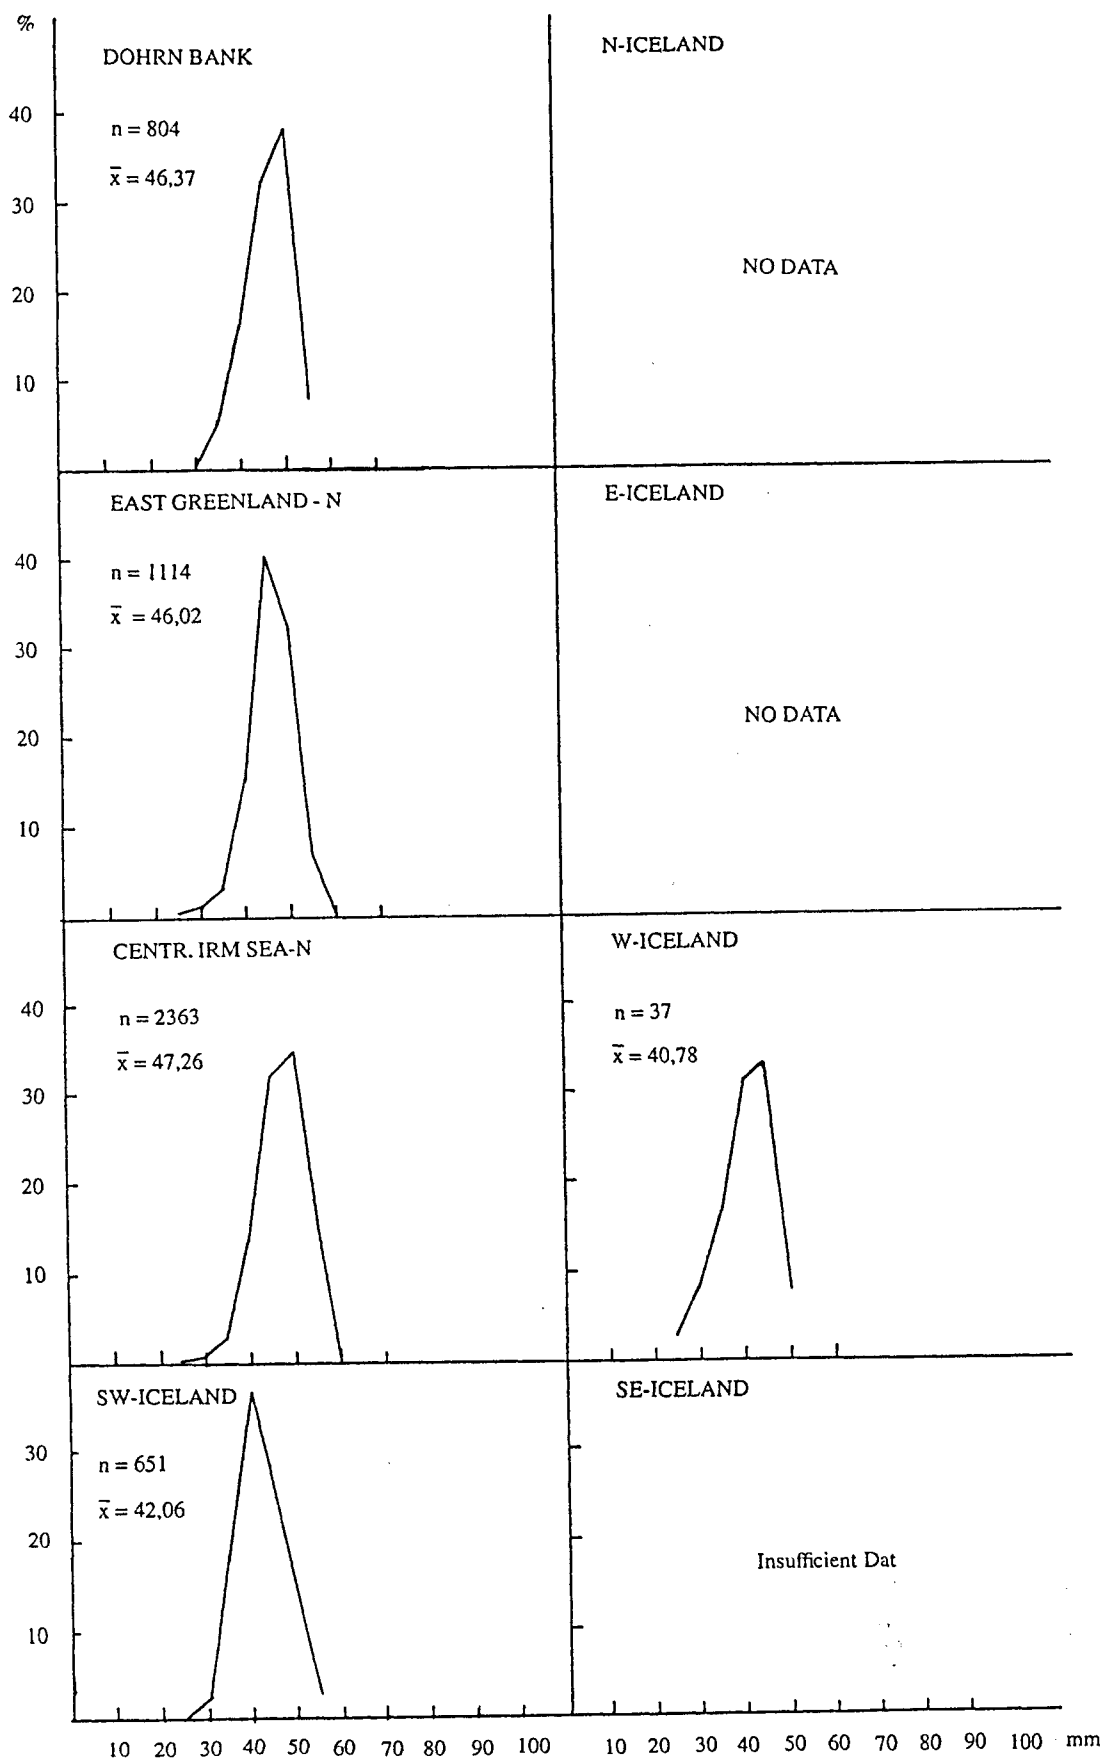 %
DOHRN BANK
n = 804
x̄ = 46,37
40
30
20
10
N-ICELAND
NO DATA
EAST GREENLAND - N
n = 1114
x̄ = 46,02
40
30
20
10
E-ICELAND
NO DATA
CENTR. IRM SEA-N
n = 2363
x̄ = 47,26
40
30
20
10
W-ICELAND
n = 37
x̄ = 40,78
SW-ICELAND
n = 651
x̄ = 42,06
30
20
10
SE-ICELAND
Insufficient Dat
10 20 30 40 50 60 70 80 90 100 10 20 30 40 50 60 70 80 90 100 mm